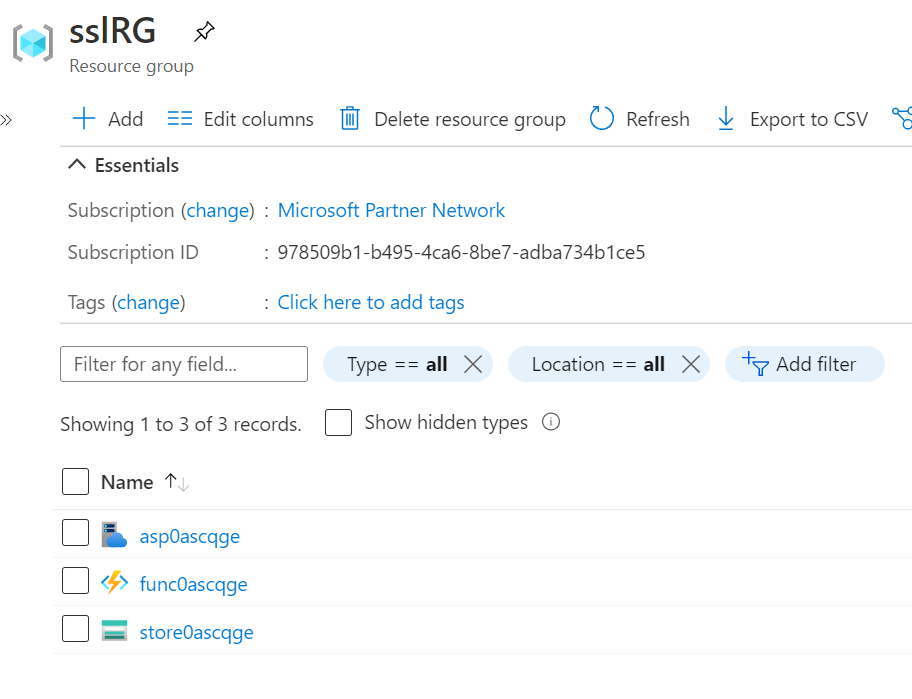 sslRG
Resource group
» Add Edit columns Delete resource group Refresh Export to CSV
Essentials
Subscription (change) : Microsoft Partner Network
Subscription ID : 978509b1-b495-4ca6-8be7-adba734b1ce5
Tags (change) : Click here to add tags
Filter for any field... Type == all Location == all Add filter
Showing 1 to 3 of 3 records. Show hidden types
Name
asp0ascqge
func0ascqge
store0ascqge